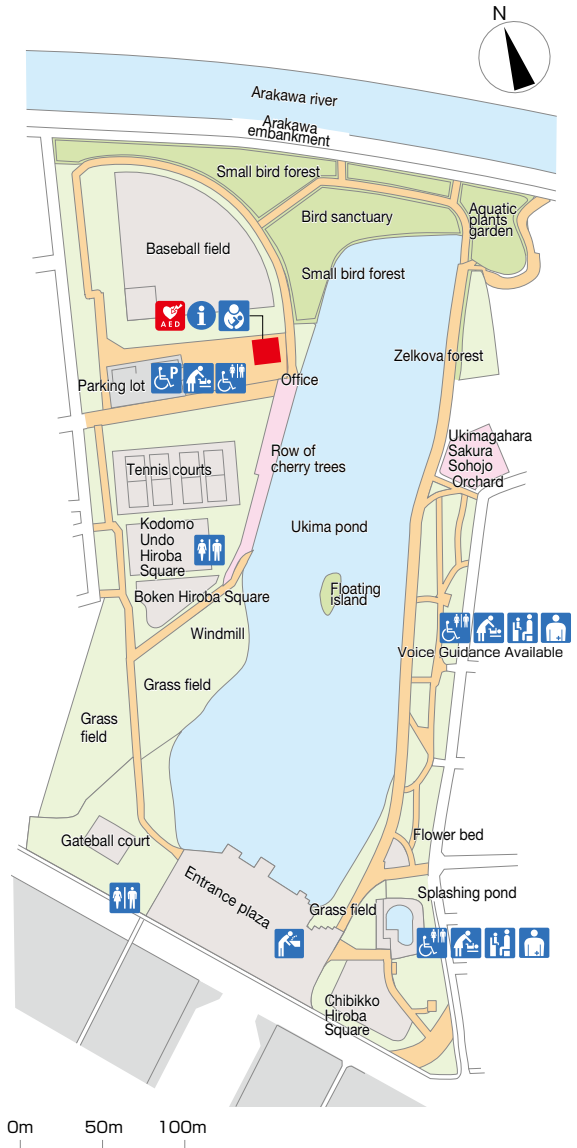 N
Arakawa river
Arakawa
embankment
Small bird forest
Bird sanctuary
Aquatic
plants
garden
Baseball field
Small bird forest
AED
i
Zelkova forest
Parking lot
P
Office
Ukimagahara
Sakura
Sohojo
Orchard
Row of
cherry trees
Tennis courts
Kodomo
Undo
Hiroba
Square
Ukima pond
Boken Hiroba Square
Floating
island
Windmill
Voice Guidance Available
Grass field
Grass
field
Gateball court
Flower bed
Entrance plaza
Grass field
Splashing pond
Chibikko
Hiroba
Square
0m 50m 100m